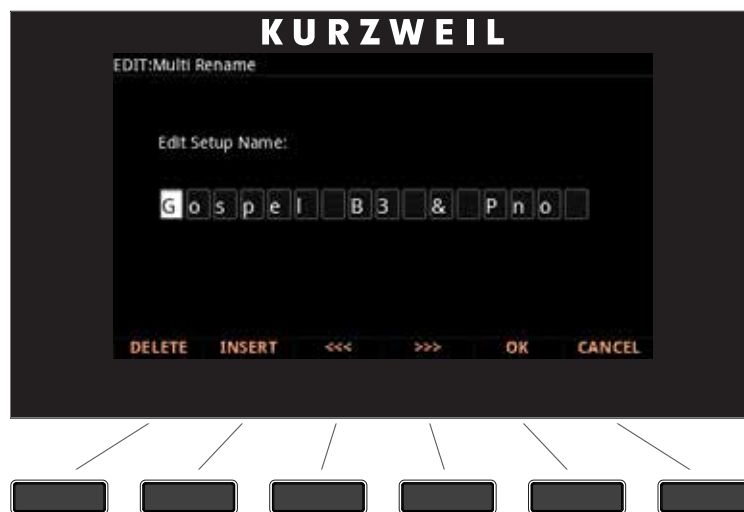 KURZWEIL
EDIT:Multi Rename
Edit Setup Name:
Gospel B3 & Pno
DELETE INSERT <<< >>> OK CANCEL